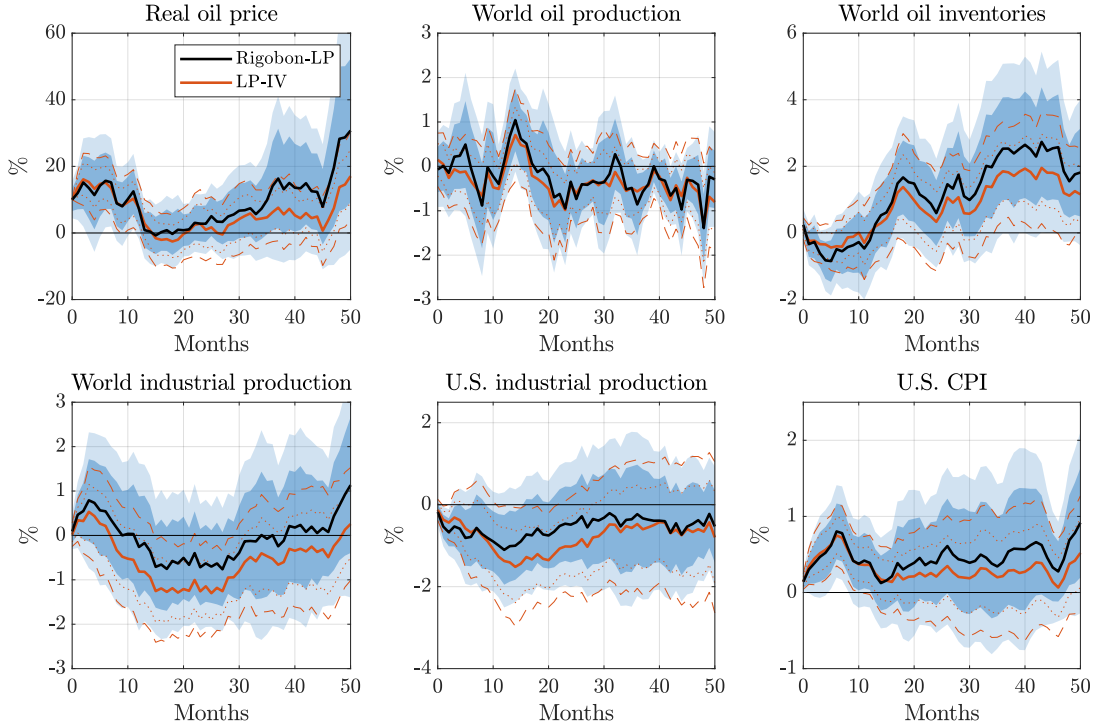 Real oil price
60
40
20
0
-20
%
0 10 20 30 40 50
Months
Rigobon-LP
LP-IV
World oil production
3
2
1
0
-1
-2
-3
%
0 10 20 30 40 50
Months
World oil inventories
6
4
2
0
-2
%
0 10 20 30 40 50
Months
World industrial production
3
2
1
0
-1
-2
-3
%
0 10 20 30 40 50
Months
U.S. industrial production
2
0
-2
-4
%
0 10 20 30 40 50
Months
U.S. CPI
2
1
0
-1
%
0 10 20 30 40 50
Months